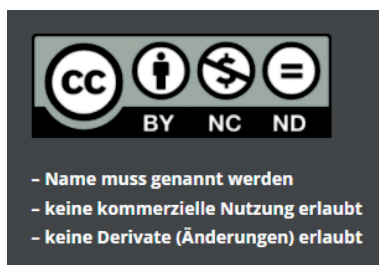 cc
BY NC ND
– Name muss genannt werden
– keine kommerzielle Nutzung erlaubt
– keine Derivate (Änderungen) erlaubt